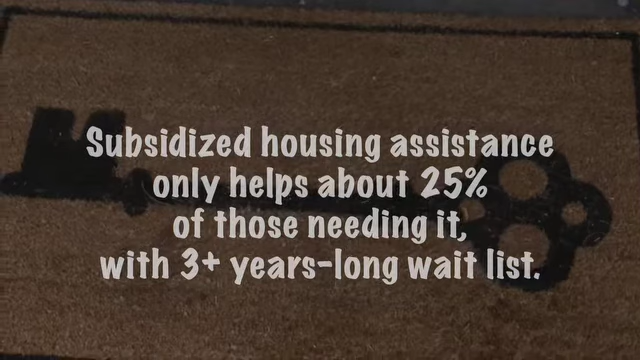 Subsidized housing assistance
only helps about 25%
of those needing it,
with 3+ years-long wait list.